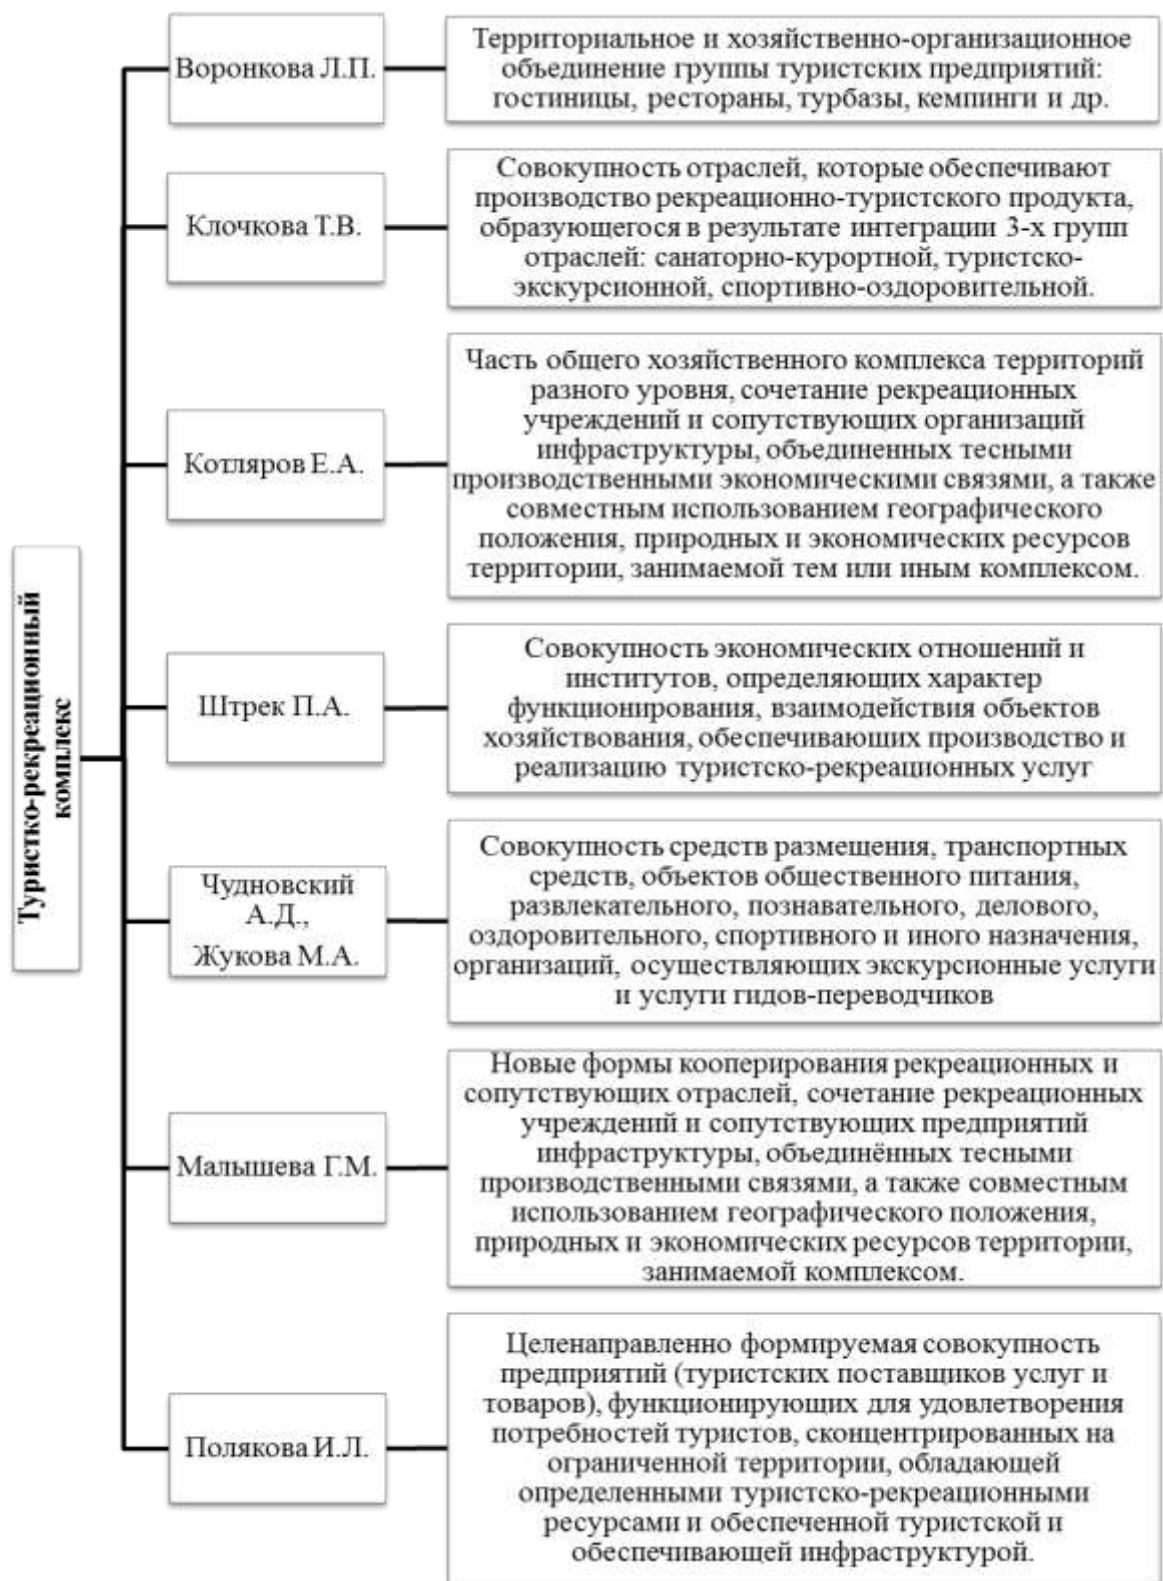 Туристко-рекреационный
комплекс
Воронкова Л.П.
Территориальное и хозяйственно-организационное
объединение группы туристских предприятий:
гостиницы, рестораны, турбазы, кемпинги и др.
Клочкова Т.В.
Совокупность отраслей, которые обеспечивают
производство рекреационно-туристского продукта,
образующегося в результате интеграции 3-х групп
отраслей: санаторно-курортной, туристско-
экскурсионной, спортивно-оздоровительной.
Котляров Е.А.
Часть общего хозяйственного комплекса территорий
разного уровня, сочетание рекреационных
учреждений и сопутствующих организаций
инфраструктуры, объединенных тесными
производственными экономическими связями, а также
совместным использованием географического
положения, природных и экономических ресурсов
территории, занимаемой тем или иным комплексом.
Штрек П.А.
Совокупность экономических отношений и
институтов, определяющих характер
функционирования, взаимодействия объектов
хозяйствования, обеспечивающих производство и
реализацию туристско-рекреационных услуг
Чудновский
А.Д.,
Жукова М.А.
Совокупность средств размещения, транспортных
средств, объектов общественного питания,
развлекательного, познавательного, делового,
оздоровительного, спортивного и иного назначения,
организаций, осуществляющих экскурсионные услуги
и услуги гидов-переводчиков
Малышева Г.М.
Новые формы кооперирования рекреационных и
сопутствующих отраслей, сочетание рекреационных
учреждений и сопутствующих предприятий
инфраструктуры, объединённых тесными
производственными связями, а также совместным
использованием географического положения,
природных и экономических ресурсов территории,
занимаемой комплексом.
Полякова И.Л.
Целенаправленно формируемая совокупность
предприятий (туристских поставщиков услуг и
товаров), функционирующих для удовлетворения
потребностей туристов, сконцентрированных на
ограниченной территории, обладающей
определенными туристско-рекреационными
ресурсами и обеспеченной туристской и
обеспечивающей инфраструктурой.